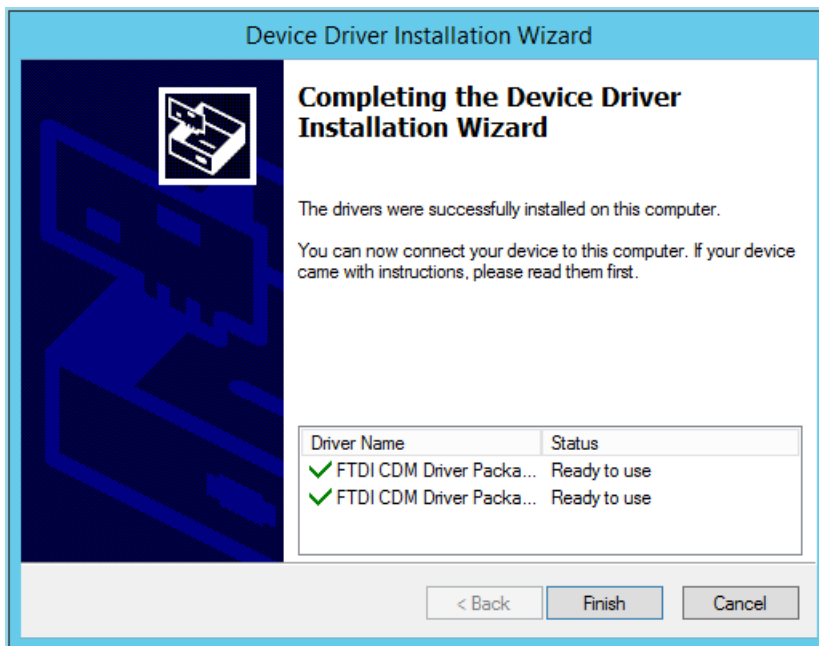 Device Driver Installation Wizard
Completing the Device Driver
Installation Wizard
The drivers were successfully installed on this computer.
You can now connect your device to this computer. If your device
came with instructions, please read them first.
Driver Name Status
FTDI CDM Driver Packa... Ready to use
FTDI CDM Driver Packa... Ready to use
< Back Finish Cancel